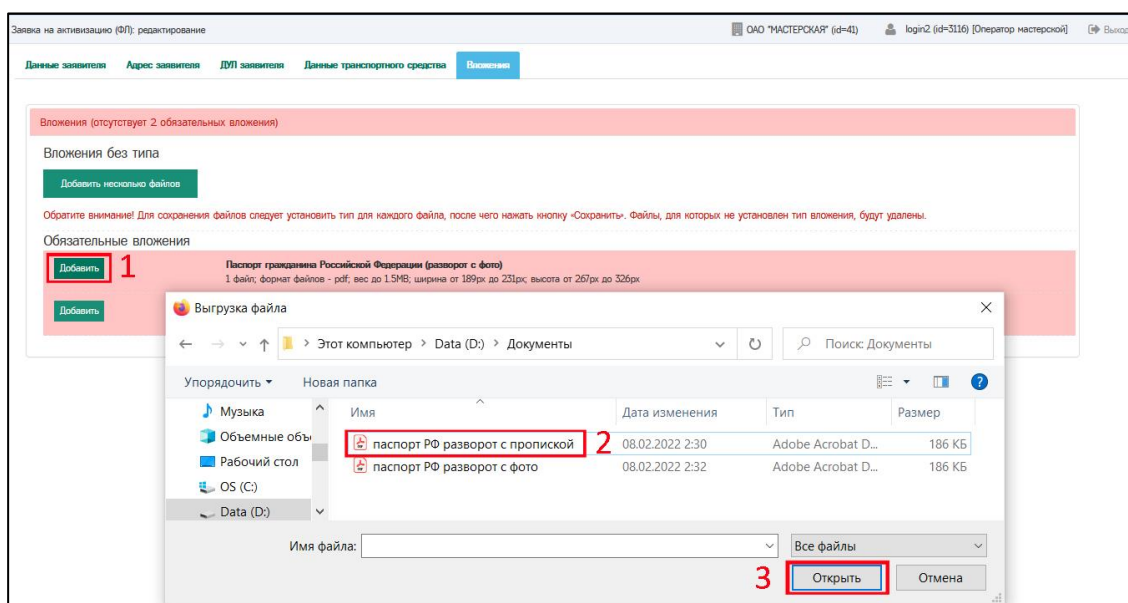 Заявка на активизацию (ФЛ): редактирование ОАО "МАСТЕРСКАЯ" (id=41) login2 (id=3116) [Оператор мастерской] Выход
Данные заявителя Адрес заявителя ДУЛ заявителя Данные транспортного средства Вложения
Вложения (отсутствует 2 обязательных вложения)
Вложения без типа
Добавить несколько файлов
Обратите внимание! Для сохранения файлов следует установить тип для каждого файла, после чего нажать кнопку «Сохранить». Файлы, для которых не установлен тип вложения, будут удалены.
Обязательные вложения
Добавить 1 Паспорт гражданина Российской Федерации (разворот с фото)
1 файл; формат файлов - pdf; вес до 1.5MB; ширина от 189px до 231px; высота от 267px до 326px
Добавить
Выгрузка файла
Этот компьютер > Data (D:) > Документы Поиск: Документы
Упорядочить Новая папка
Музыка Имя Дата изменения Тип Размер
Объемные объ
паспорт РФ разворот с пропиской 2 08.02.2022 2:30 Adobe Acrobat D... 186 КБ
Рабочий стол паспорт РФ разворот с фото 08.02.2022 2:32 Adobe Acrobat D... 186 КБ
OS (C:)
Data (D:)
Имя файла: Все файлы
3 Открыть Отмена